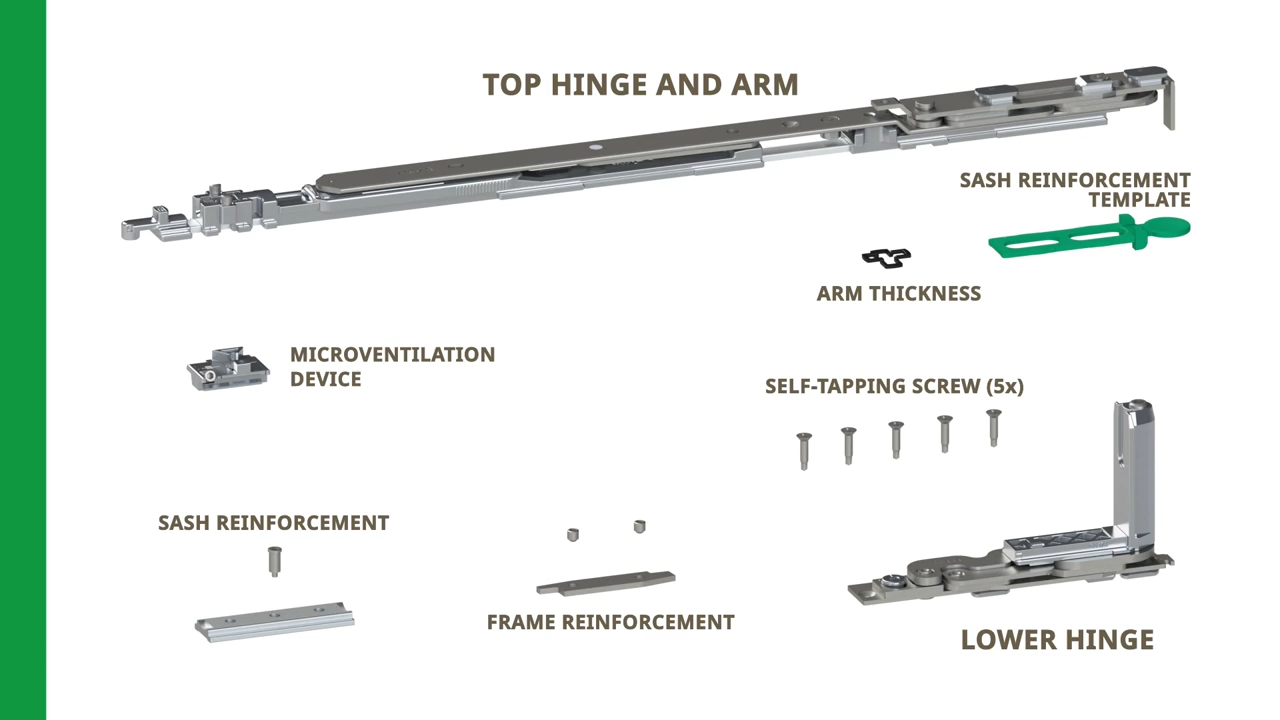 TOP HINGE AND ARM
SASH REINFORCEMENT
TEMPLATE
ARM THICKNESS
MICROVENTILATION
DEVICE
SELF-TAPPING SCREW (5x)
SASH REINFORCEMENT
FRAME REINFORCEMENT
LOWER HINGE